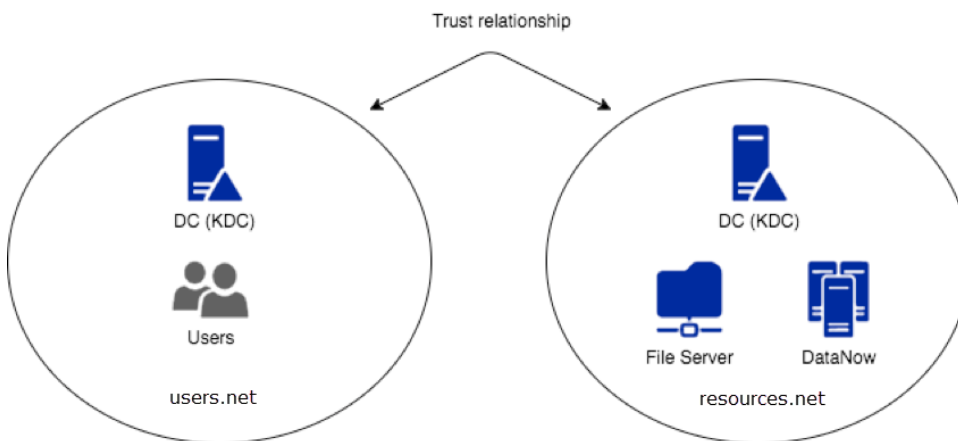 Trust relationship
DC (KDC)
Users
users.net
DC (KDC)
File Server
DataNow
resources.net